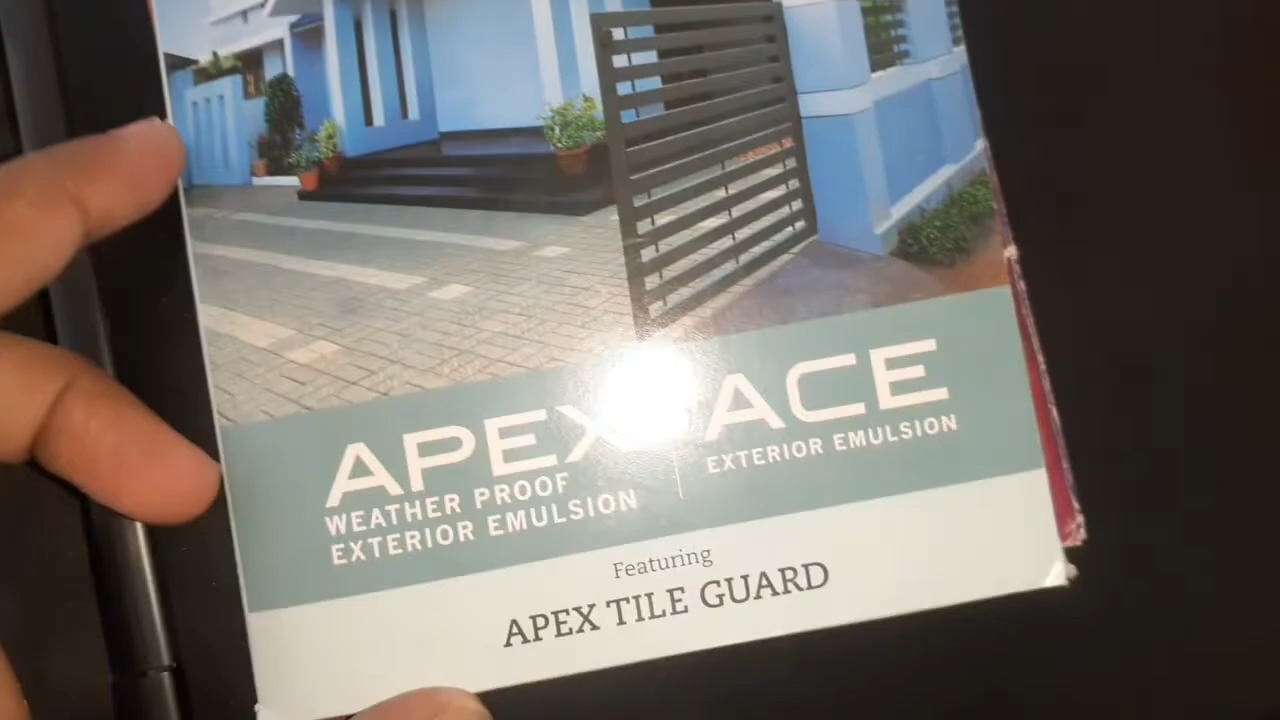 APEX
WEATHER PROOF
EXTERIOR EMULSION
ACE
EXTERIOR EMULSION
Featuring
APEX TILE GUARD